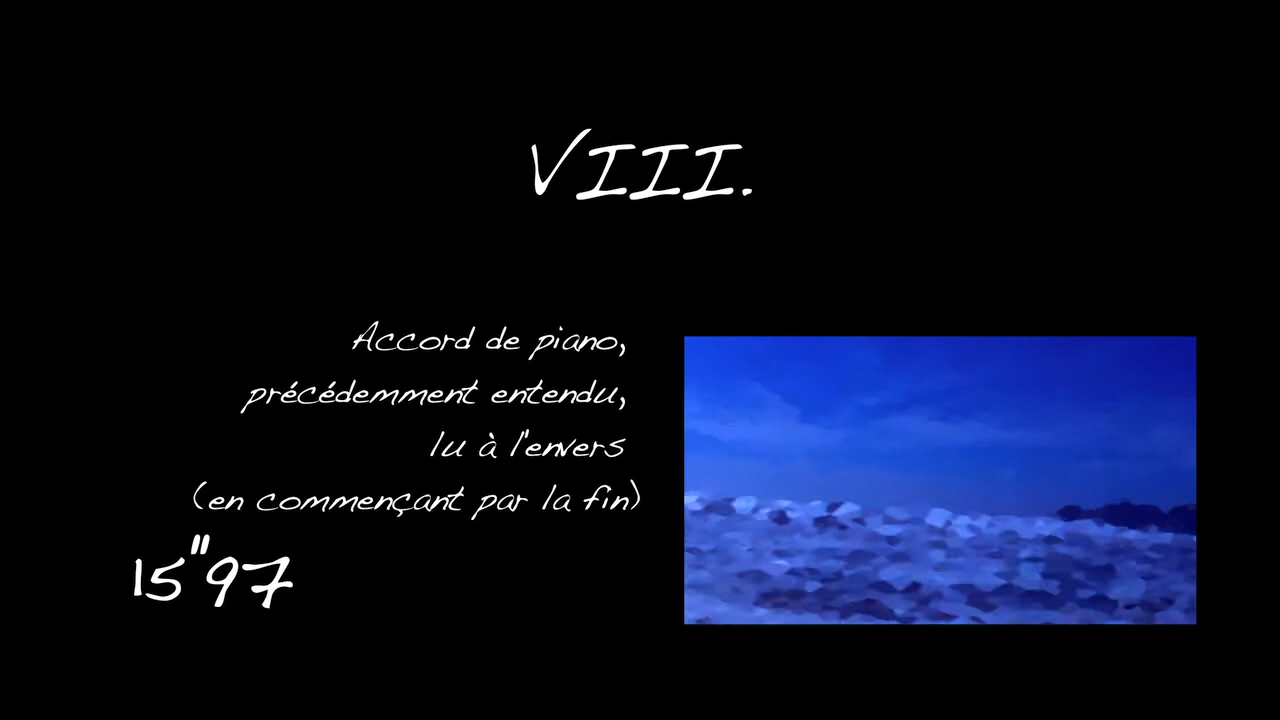 VIII.
Accord de piano,
précédemment entendu,
lu à l'envers
(en commençant par la fin)
15"97